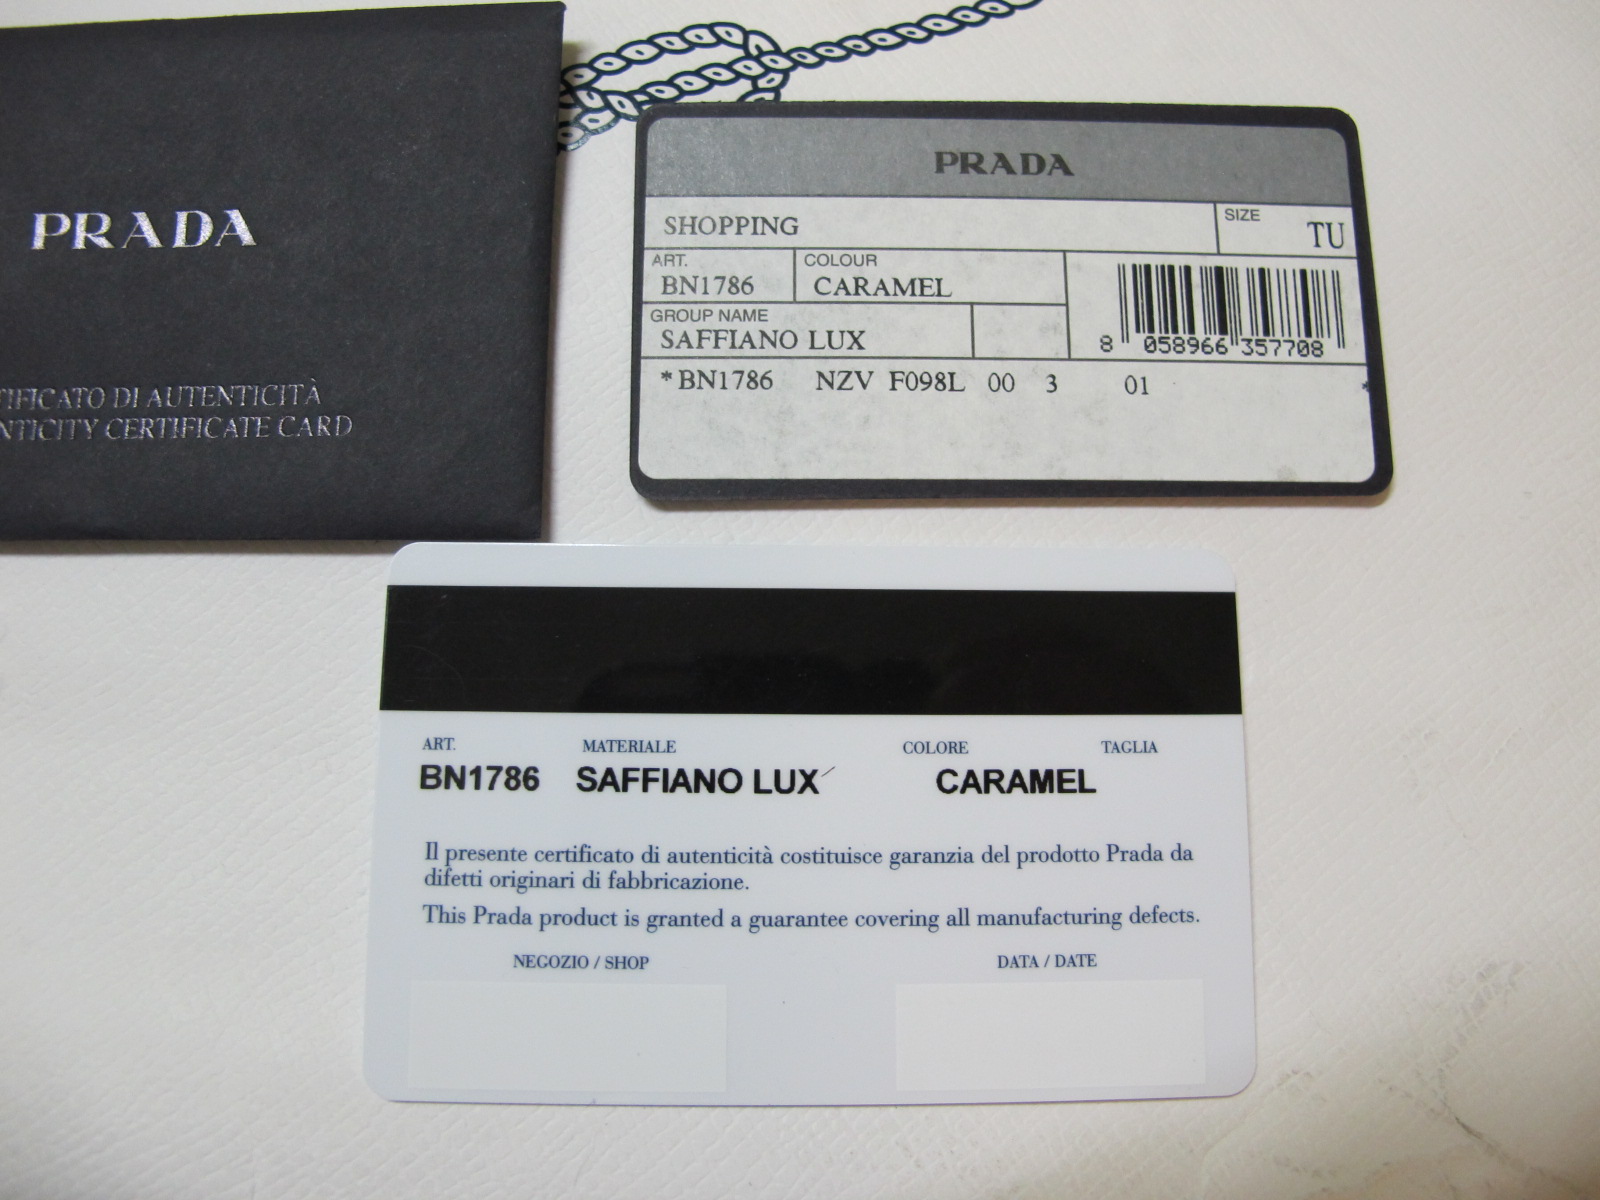 PRADA
DI AUTENTICITÀ
CERTIFICATE CARD
PRADA
SHOPPING SIZE TU
ART. COLOUR
BN1786 CARAMEL
GROUP NAME
SAFFIANO LUX
8 058966 357708
*BN1786 NZV F098L 00 3 01
ART. MATERIALE COLORE TAGLIA
BN1786 SAFFIANO LUX CARAMEL
Il presente certificato di autenticità costituisce garanzia del prodotto Prada da
difetti originari di fabbricazione.
This Prada product is granted a guarantee covering all manufacturing defects.
NEGOZIO / SHOP DATA / DATE